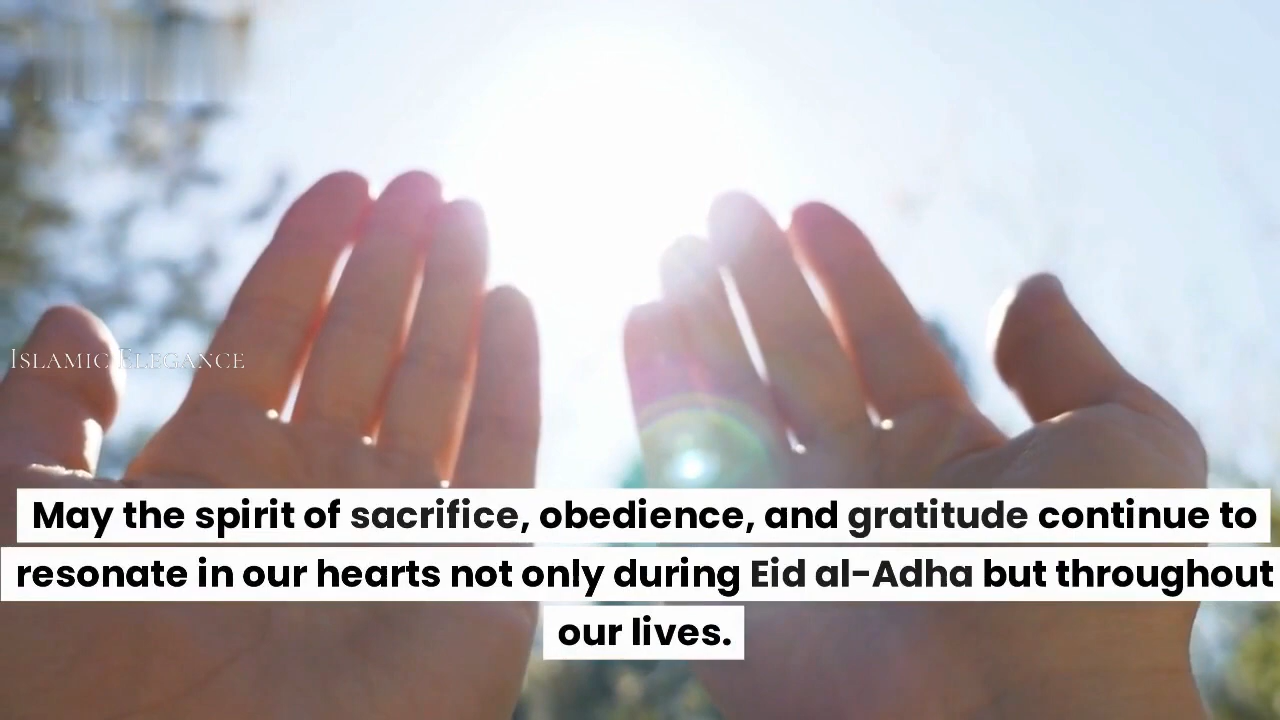 Islamic Elegance
May the spirit of sacrifice, obedience, and gratitude continue to
resonate in our hearts not only during Eid al-Adha but throughout
our lives.